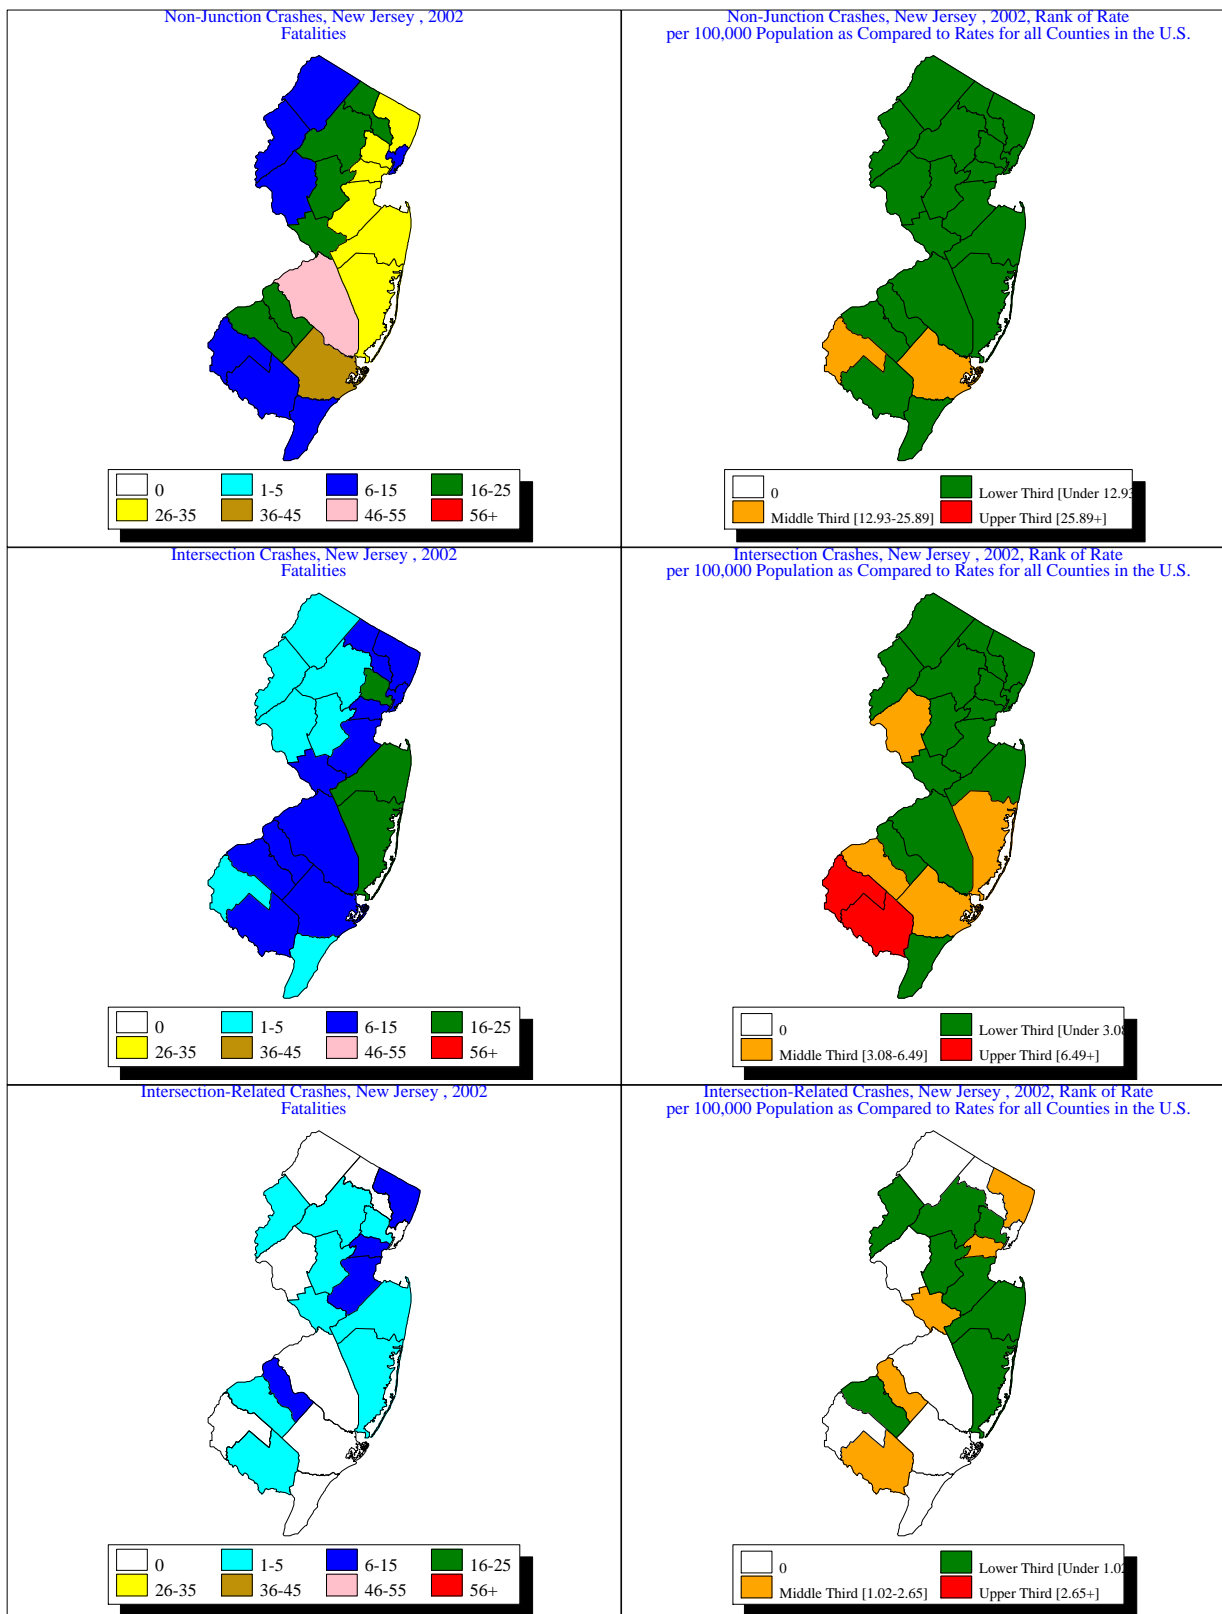 Non-Junction Crashes, New Jersey , 2002
Fatalities
0
1-5
6-15
16-25
26-35
36-45
46-55
56+
Non-Junction Crashes, New Jersey , 2002, Rank of Rate
per 100,000 Population as Compared to Rates for all Counties in the U.S.
0
Lower Third [Under 12.93
Middle Third [12.93-25.89]
Upper Third [25.89+]
Intersection Crashes, New Jersey , 2002
Fatalities
0
1-5
6-15
16-25
26-35
36-45
46-55
56+
Intersection Crashes, New Jersey , 2002, Rank of Rate
per 100,000 Population as Compared to Rates for all Counties in the U.S.
0
Lower Third [Under 3.08
Middle Third [3.08-6.49]
Upper Third [6.49+]
Intersection-Related Crashes, New Jersey , 2002
Fatalities
0
1-5
6-15
16-25
26-35
36-45
46-55
56+
Intersection-Related Crashes, New Jersey , 2002, Rank of Rate
per 100,000 Population as Compared to Rates for all Counties in the U.S.
0
Lower Third [Under 1.02
Middle Third [1.02-2.65]
Upper Third [2.65+]